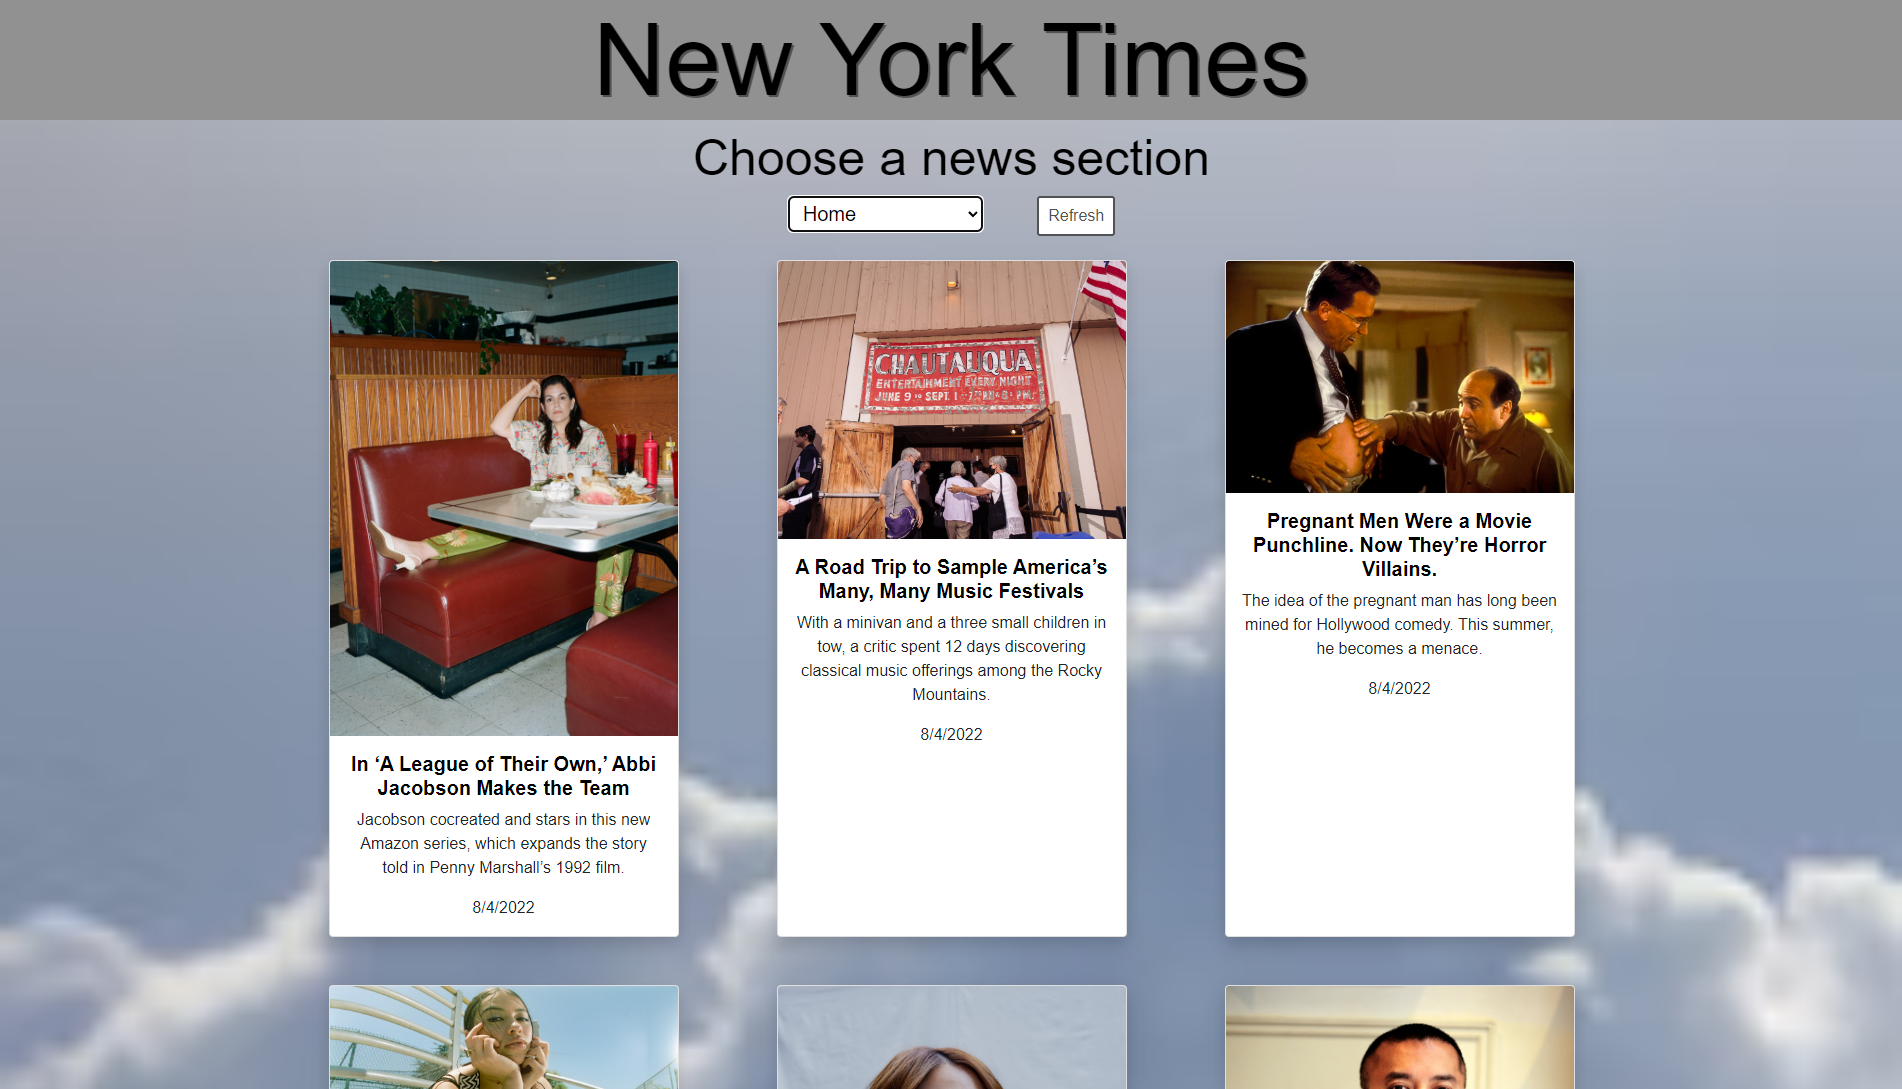 New York Times
Choose a news section
Home
Refresh
CHAUTAUQUA
ENTERTAINMENT EVERY NIGHT
JUNE 9 TO SEPT. 1
In ‘A League of Their Own,’ Abbi
Jacobson Makes the Team
Jacobson cocreated and stars in this new
Amazon series, which expands the story
told in Penny Marshall’s 1992 film.
8/4/2022
A Road Trip to Sample America’s
Many, Many Music Festivals
With a minivan and a three small children in
tow, a critic spent 12 days discovering
classical music offerings among the Rocky
Mountains.
8/4/2022
Pregnant Men Were a Movie
Punchline. Now They’re Horror
Villains.
The idea of the pregnant man has long been
mined for Hollywood comedy. This summer,
he becomes a menace.
8/4/2022